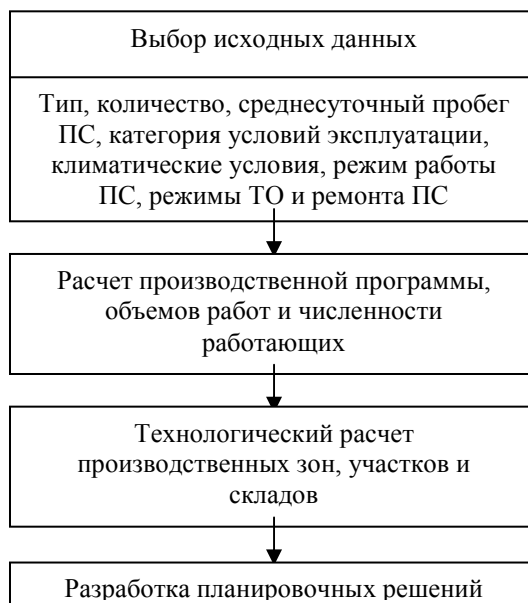 Выбор исходных данных
Тип, количество, среднесуточный пробег
ПС, категория условий эксплуатации,
климатические условия, режим работы
ПС, режимы ТО и ремонта ПС
Расчет производственной программы,
объемов работ и численности
работающих
Технологический расчет
производственных зон, участков и
складов
Разработка планировочных решений